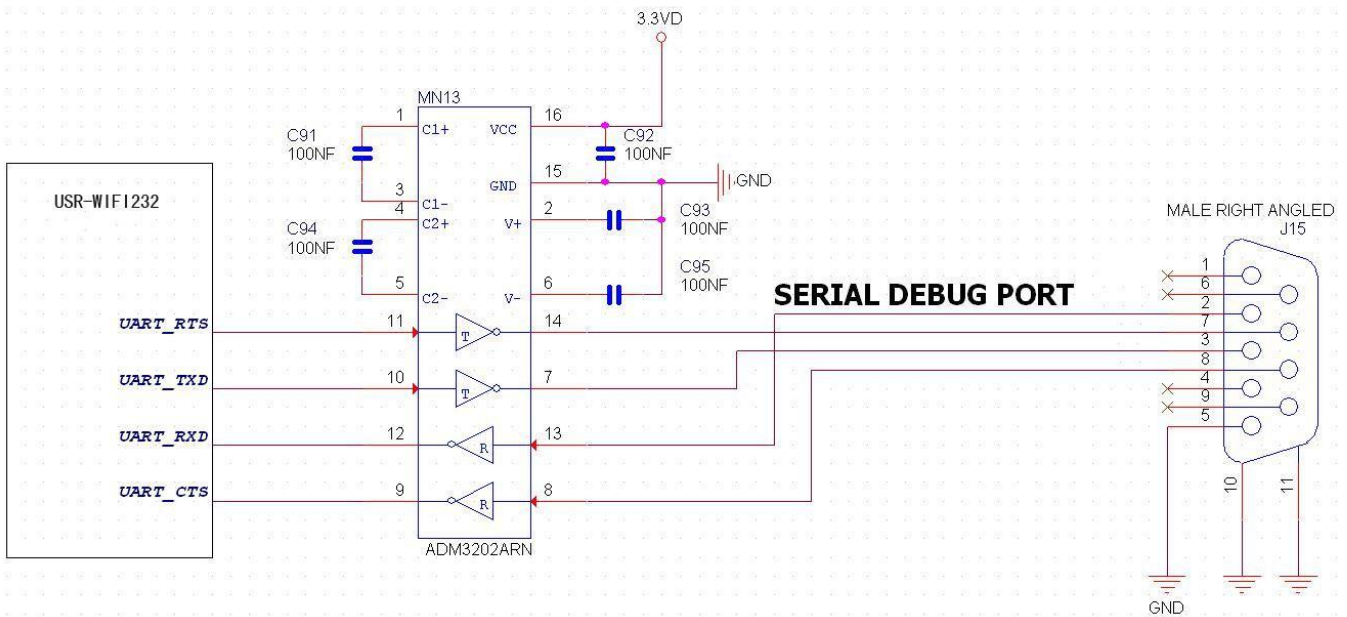 3.3VD
MN13
1
C1+
VCC
16
C91
100NF
C92
100NF
3
C1-
GND
15
GND
USR-WIFI232
4
C2+
V+
2
C93
100NF
C94
100NF
5
C2-
V-
6
C95
100NF
MALE RIGHT ANGLED
J15
SERIAL DEBUG PORT
1
6
2
7
3
8
4
9
5
UART_RTS
11
T
14
UART_TXD
10
T
7
UART_RXD
12
R
13
UART_CTS
9
R
8
10
11
ADM3202ARN
GND